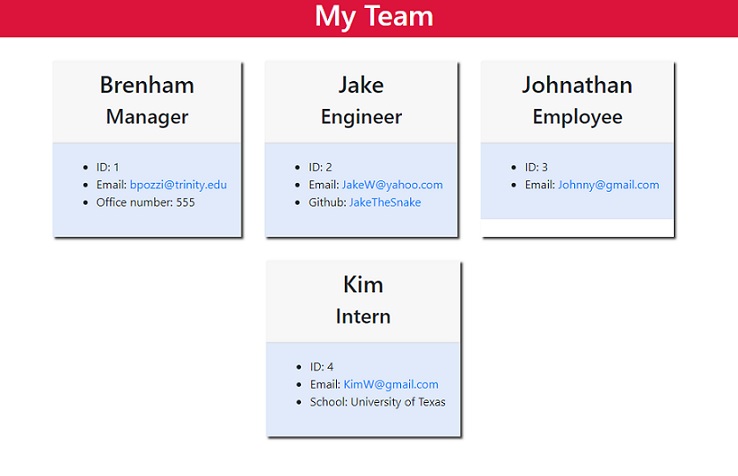 My Team
Brenham
Manager
ID: 1
Email: bpozzi@trinity.edu
Office number: 555
Jake
Engineer
ID: 2
Email: JakeW@yahoo.com
Github: JakeTheSnake
Johnathan
Employee
ID: 3
Email: Johnny@gmail.com
Kim
Intern
ID: 4
Email: KimW@gmail.com
School: University of Texas